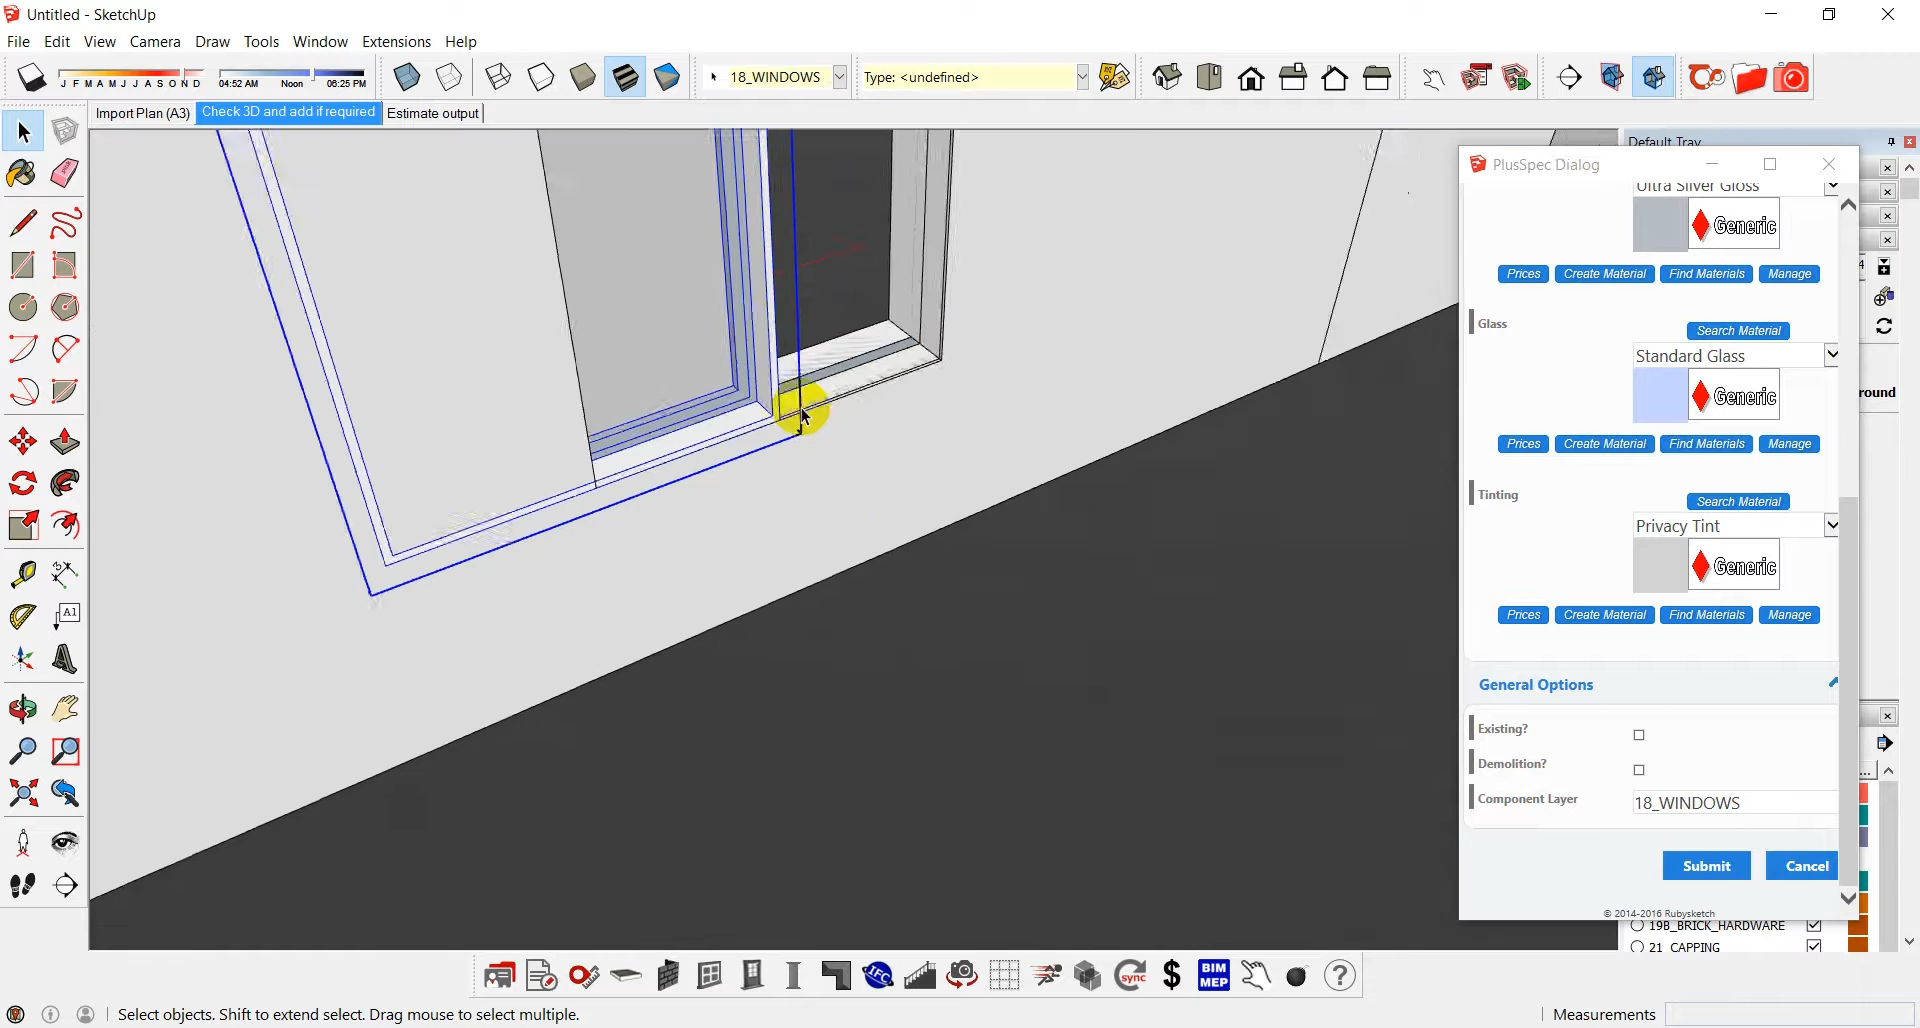 Untitled - SketchUp
File Edit View Camera Draw Tools Window Extensions Help
J F M A M J J A S O N D
04:52 AM Noon 06:25 PM
18_WINDOWS
Type: <undefined>
Import Plan (A3) Check 3D and add if required Estimate output
Default Tray
PlusSpec Dialog
Ultra Silver Gloss
Generic
Prices Create Material Find Materials Manage
Glass
Search Material
Standard Glass
Generic
Prices Create Material Find Materials Manage
Tinting
Search Material
Privacy Tint
Generic
Prices Create Material Find Materials Manage
General Options
Existing?
Demolition?
Component Layer 18_WINDOWS
Submit Cancel
© 2014-2016 Rubysketch
19B_BRICK_HARDWARE
21_CAPPING
A1
IFC
sync
$
BIM
MEP
?
Select objects. Shift to extend select. Drag mouse to select multiple.
Measurements